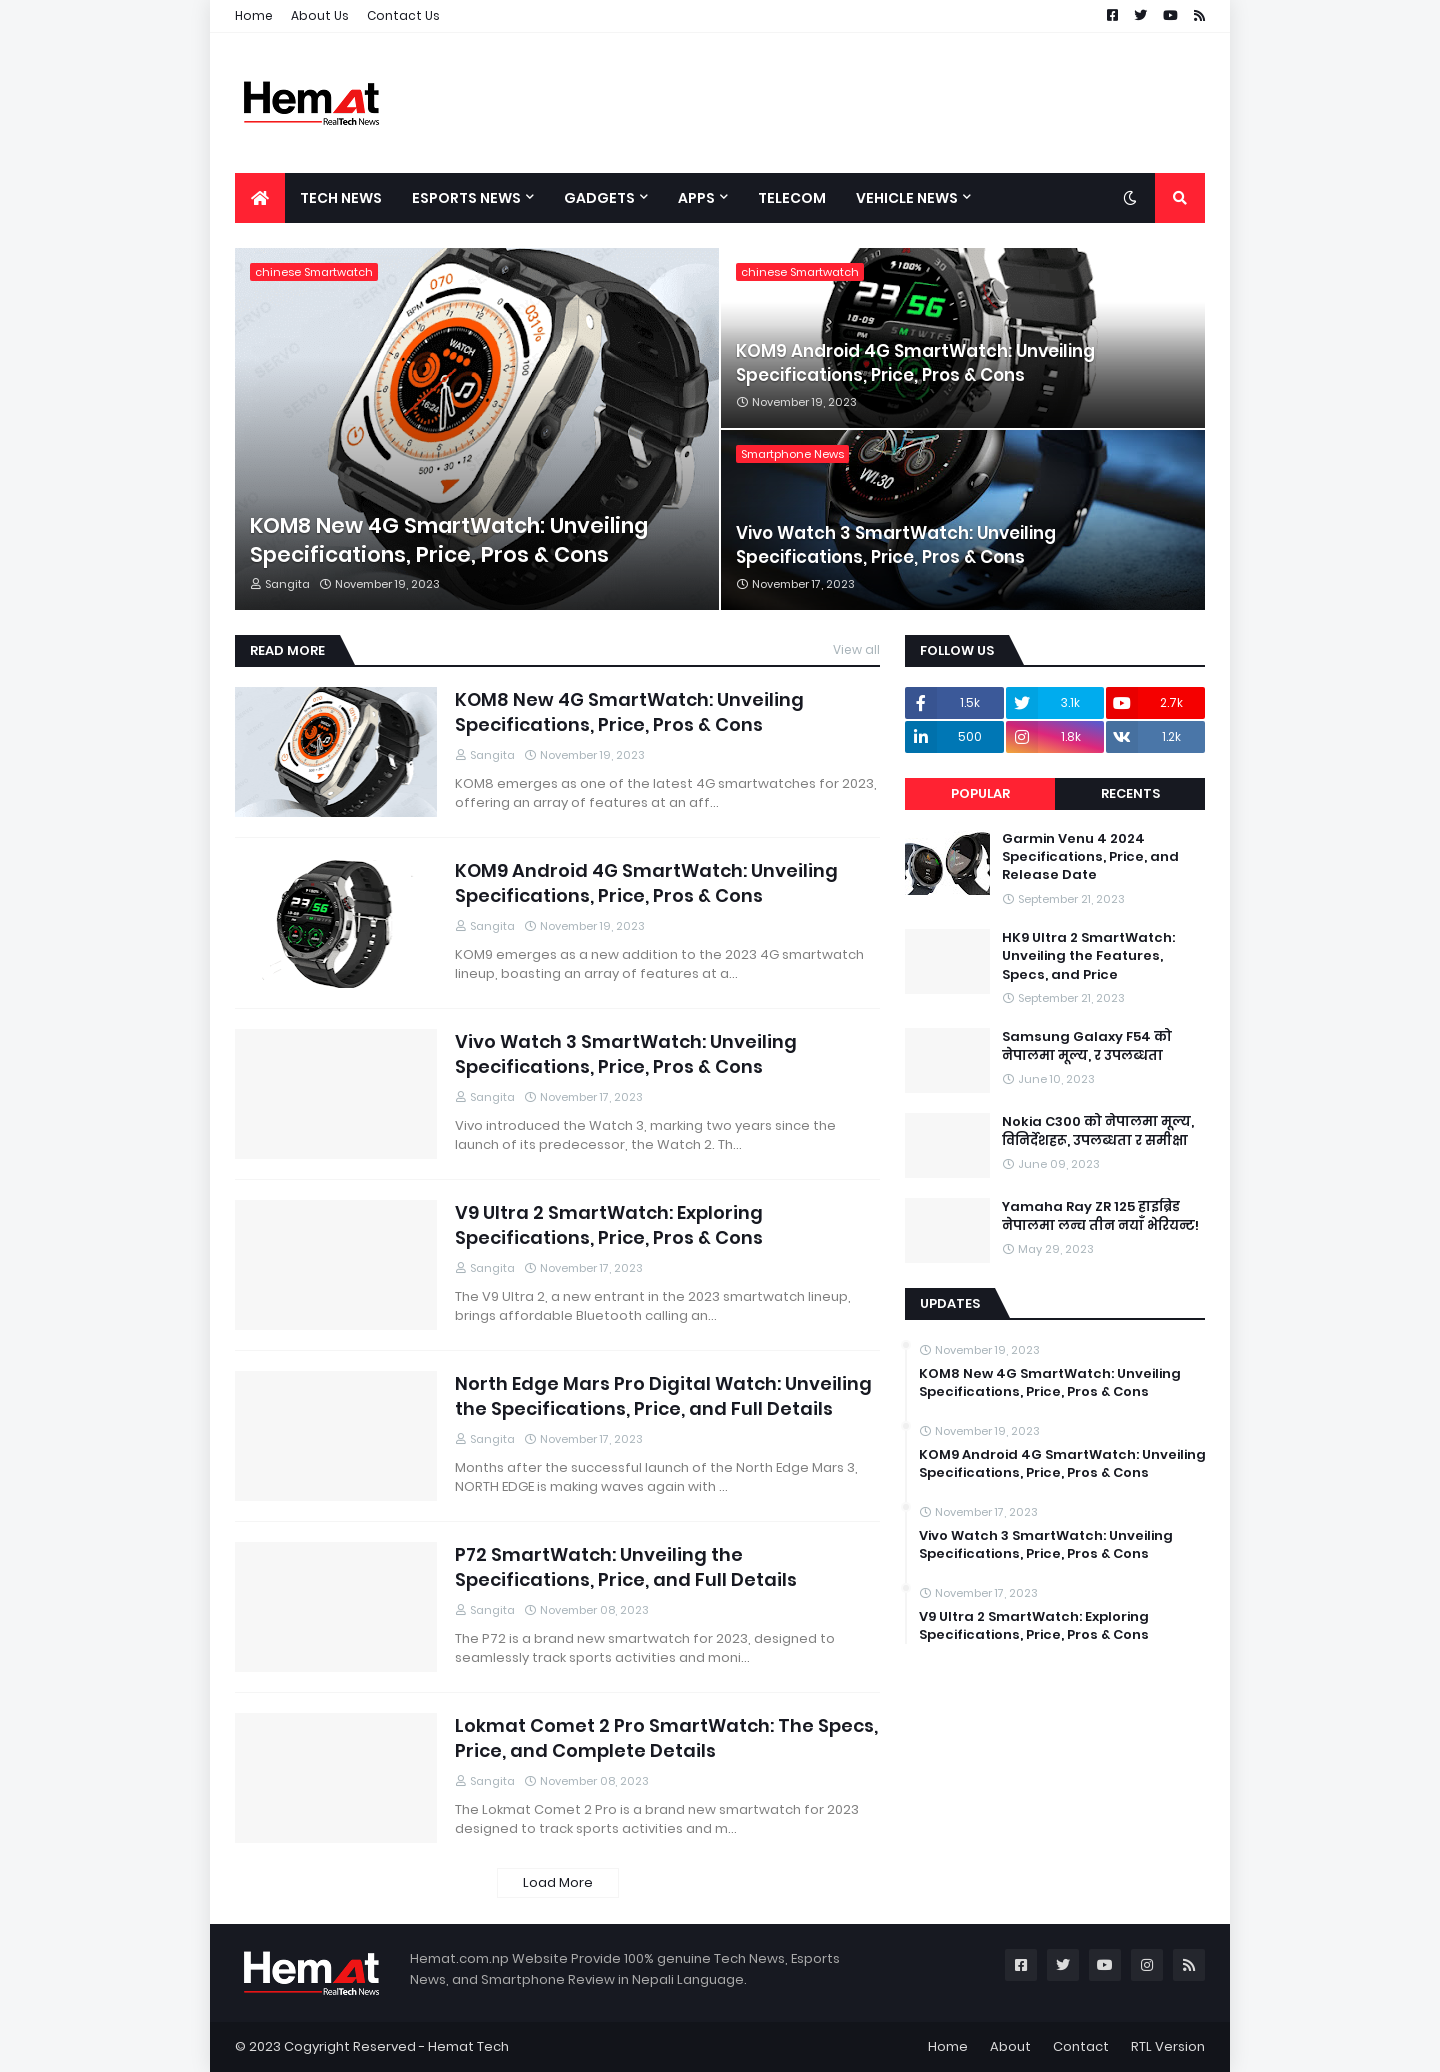 Home About Us Contact Us
HemAt
RealTech News
TECH NEWS ESPORTS NEWS GADGETS APPS TELECOM VEHICLE NEWS
chinese Smartwatch
KOM8 New 4G SmartWatch: Unveiling
Specifications, Price, Pros & Cons
Sangita November 19, 2023
chinese Smartwatch
KOM9 Android 4G SmartWatch: Unveiling
Specifications, Price, Pros & Cons
November 19, 2023
Smartphone News
Vivo Watch 3 SmartWatch: Unveiling
Specifications, Price, Pros & Cons
November 17, 2023
READ MORE View all
KOM8 New 4G SmartWatch: Unveiling
Specifications, Price, Pros & Cons
Sangita November 19, 2023
KOM8 emerges as one of the latest 4G smartwatches for 2023,
offering an array of features at an aff...
KOM9 Android 4G SmartWatch: Unveiling
Specifications, Price, Pros & Cons
Sangita November 19, 2023
KOM9 emerges as a new addition to the 2023 4G smartwatch
lineup, boasting an array of features at a...
Vivo Watch 3 SmartWatch: Unveiling
Specifications, Price, Pros & Cons
Sangita November 17, 2023
Vivo introduced the Watch 3, marking two years since the
launch of its predecessor, the Watch 2. Th...
V9 Ultra 2 SmartWatch: Exploring
Specifications, Price, Pros & Cons
Sangita November 17, 2023
The V9 Ultra 2, a new entrant in the 2023 smartwatch lineup,
brings affordable Bluetooth calling an...
North Edge Mars Pro Digital Watch: Unveiling
the Specifications, Price, and Full Details
Sangita November 17, 2023
Months after the successful launch of the North Edge Mars 3,
NORTH EDGE is making waves again with ...
P72 SmartWatch: Unveiling the
Specifications, Price, and Full Details
Sangita November 08, 2023
The P72 is a brand new smartwatch for 2023, designed to
seamlessly track sports activities and moni...
Lokmat Comet 2 Pro SmartWatch: The Specs,
Price, and Complete Details
Sangita November 08, 2023
The Lokmat Comet 2 Pro is a brand new smartwatch for 2023
designed to track sports activities and m...
Load More
FOLLOW US
1.5k 3.1k 2.7k
500 1.8k 1.2k
POPULAR RECENTS
Garmin Venu 4 2024
Specifications, Price, and
Release Date
September 21, 2023
HK9 Ultra 2 SmartWatch:
Unveiling the Features,
Specs, and Price
September 21, 2023
Samsung Galaxy F54 को
नेपालमा मूल्य, र उपलब्धता
June 10, 2023
Nokia C300 को नेपालमा मूल्य,
विनिर्देशहरू, उपलब्धता र समीक्षा
June 09, 2023
Yamaha Ray ZR 125 हाइब्रिड
नेपालमा लन्च तीन नयाँ भेरियन्ट!
May 29, 2023
UPDATES
November 19, 2023
KOM8 New 4G SmartWatch: Unveiling
Specifications, Price, Pros & Cons
November 19, 2023
KOM9 Android 4G SmartWatch: Unveiling
Specifications, Price, Pros & Cons
November 17, 2023
Vivo Watch 3 SmartWatch: Unveiling
Specifications, Price, Pros & Cons
November 17, 2023
V9 Ultra 2 SmartWatch: Exploring
Specifications, Price, Pros & Cons
HemAt
RealTech News
Hemat.com.np Website Provide 100% genuine Tech News, Esports
News, and Smartphone Review in Nepali Language.
© 2023 Cogyright Reserved - Hemat Tech
Home About Contact RTL Version